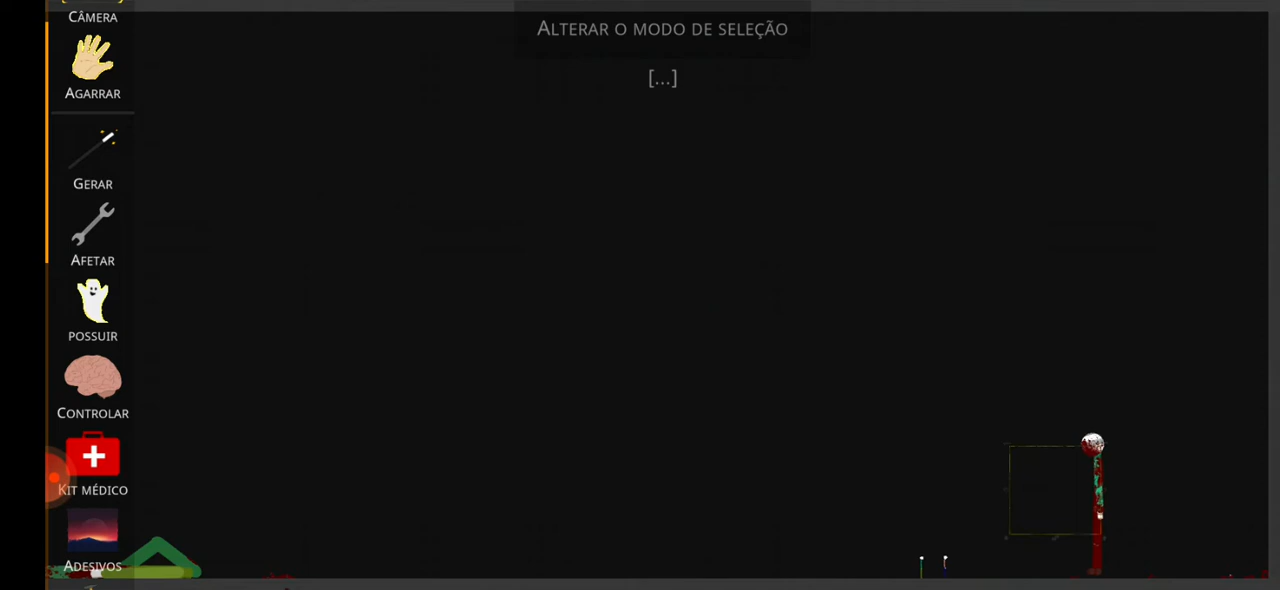 CÂMERA
AGARRAR
GERAR
AFETAR
POSSUIR
CONTROLAR
KIT MÉDICO
ADESIVOS
ALTERAR O MODO DE SELEÇÃO
[...]